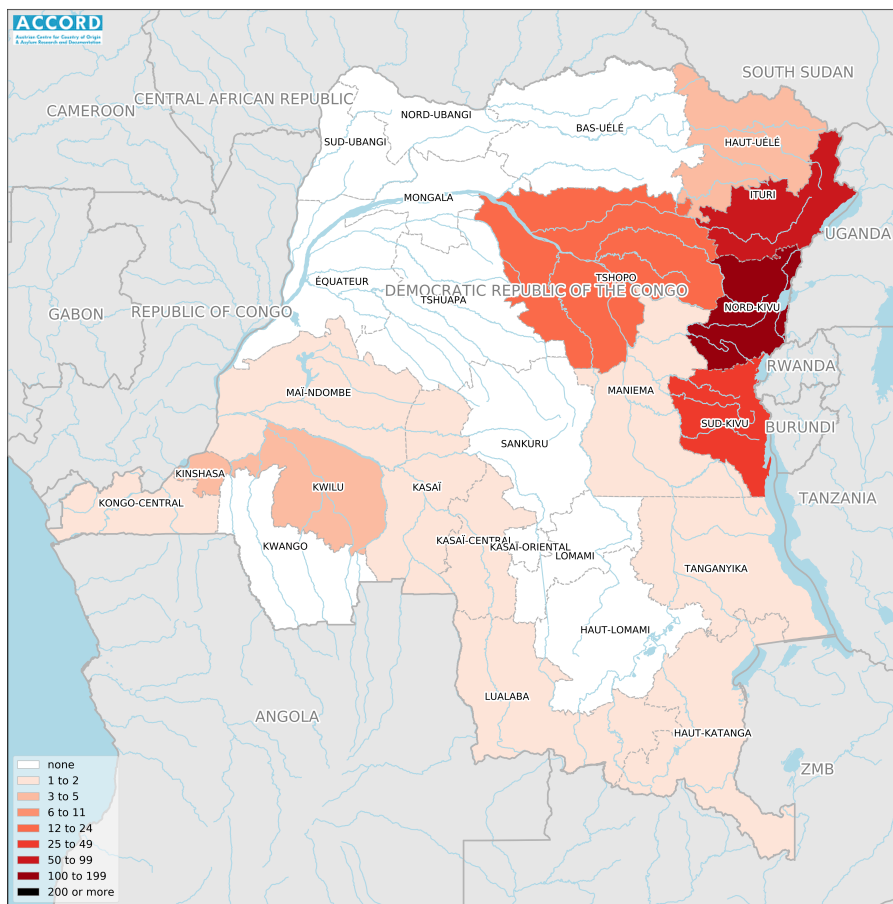 ACCORD
Austrian Centre for Country of Origin
& Asylum Research and Documentation
SOUTH SUDAN
CENTRAL AFRICAN REPUBLIC
CAMEROON
NORD-UBANGI
BAS-UÉLÉ
SUD-UBANGI
HAUT-UÉLÉ
ITURI
MONGALA
UGANDA
TSHOPO
ÉQUATEUR
DEMOCRATIC REPUBLIC OF THE CONGO
TSHUAPA
NORD-KIVU
GABON
REPUBLIC OF CONGO
RWANDA
MAÏ-NDOMBE
MANIEMA
SUD-KIVU
BURUNDI
SANKURU
KINSHASA
KWILU
KASAÏ
TANZANIA
KONGO-CENTRAL
KASAÏ-CENTRAL
KASAÏ-ORIENTAL
KWANGO
LOMAMI
TANGANYIKA
HAUT-LOMAMI
LUALABA
ANGOLA
HAUT-KATANGA
ZMB
none
1 to 2
3 to 5
6 to 11
12 to 24
25 to 49
50 to 99
100 to 199
200 or more